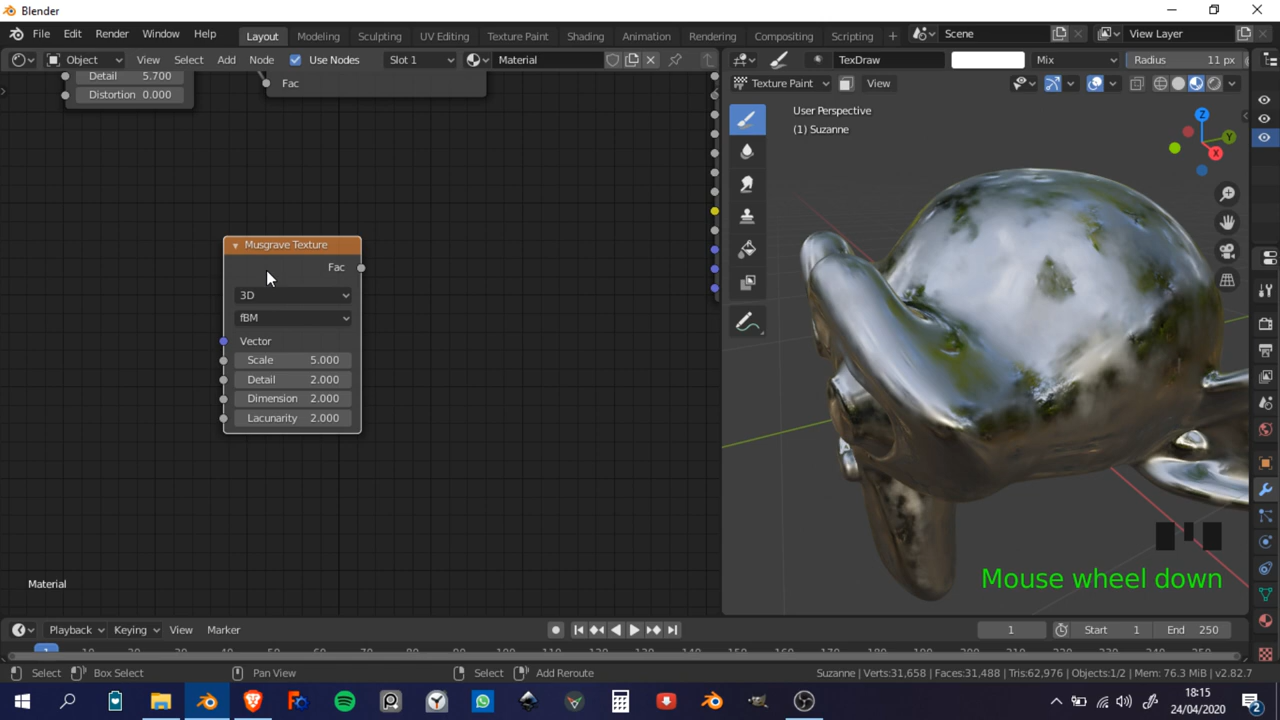 Blender
File Edit Render Window Help Layout Modeling Sculpting UV Editing Texture Paint Shading Animation Rendering Compositing Scripting Scene View Layer
Object View Select Add Node Use Nodes Slot 1 Material TexDraw Mix Radius 11 px
Detail 5.700
Distortion 0.000
Fac
Texture Paint View
User Perspective
(1) Suzanne
Z
Y
X
Musgrave Texture
Fac
3D
fBM
Vector
Scale 5.000
Detail 2.000
Dimension 2.000
Lacunarity 2.000
Mouse wheel down
Material
Playback Keying View Marker 1 Start 1 End 250
1
Select Box Select Pan View Select Add Reroute Suzanne | Verts:31,658 | Faces:31,488 | Tris:62,976 | Objects:1/2 | Mem: 76.3 MiB | v2.82.7
18:15
24/04/2020
2